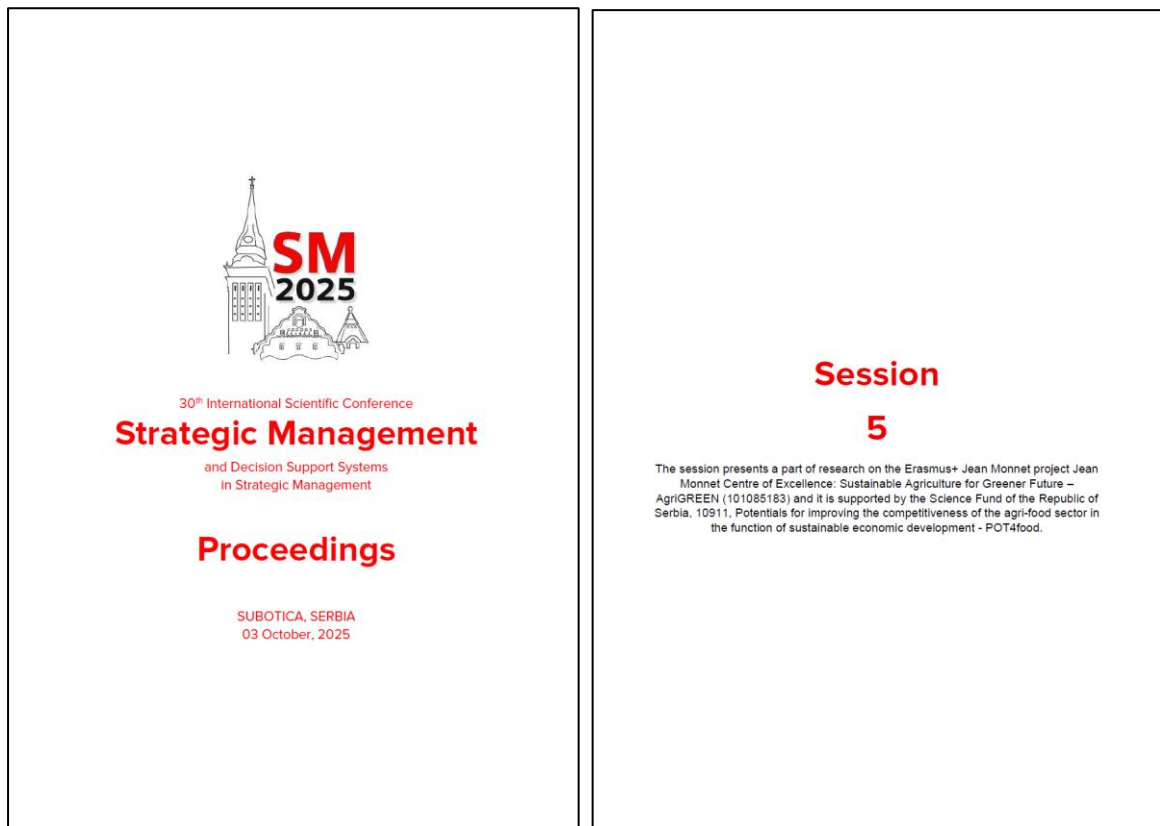 SM
2025
30th International Scientific Conference
Strategic Management
and Decision Support Systems
in Strategic Management
Proceedings
SUBOTICA, SERBIA
03 October, 2025
Session
5
The session presents a part of research on the Erasmus+ Jean Monnet project Jean
Monnet Centre of Excellence: Sustainable Agriculture for Greener Future –
AgriGREEN (101085183) and it is supported by the Science Fund of the Republic of
Serbia, 10911, Potentials for improving the competitiveness of the agri-food sector in
the function of sustainable economic development - POT4food.